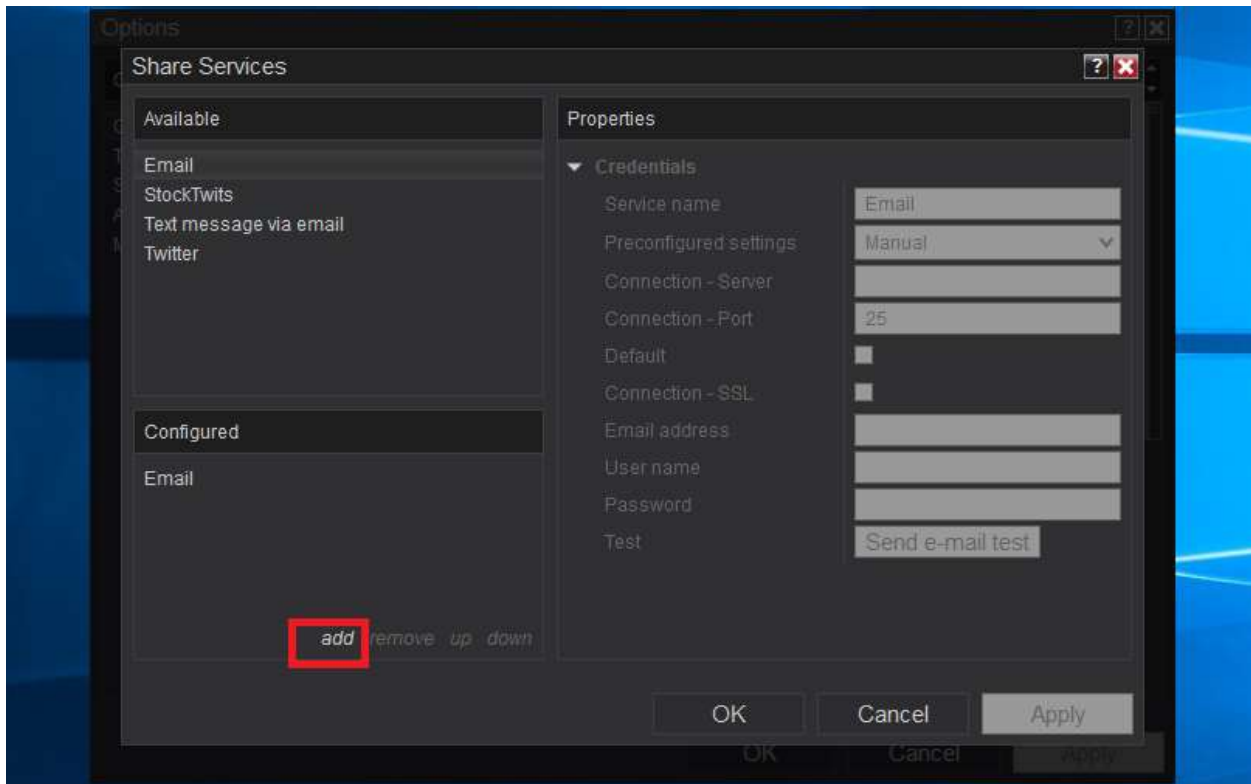 Options
?
Share Services
?
Available
Email
StockTwits
Text message via email
Twitter
Configured
Email
add remove up down
Properties
Credentials
Service name
Email
Preconfigured settings
Manual
Connection - Server
Connection - Port
25
Default
Connection - SSL
Email address
User name
Password
Test
Send e-mail test
OK
Cancel
Apply
OK
Cancel
Apply